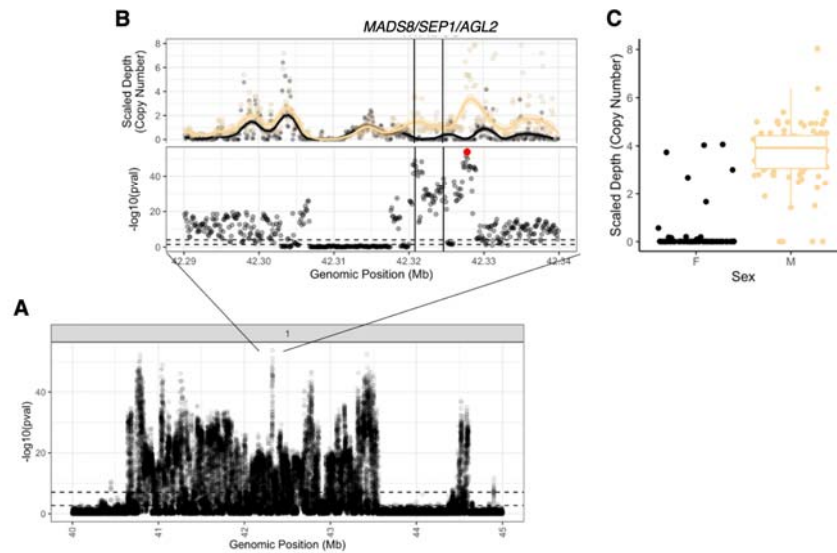 B
MADS8/SEP1/AGL2
C
Scaled Depth
(Copy Number)
8
6
4
2
0
-log10(pval)
40
20
0
42.29
42.30
42.31
42.32
42.33
42.34
Genomic Position (Mb)
Scaled Depth (Copy Number)
8
6
4
2
0
F
M
Sex
A
1
-log10(pval)
40
20
0
40
41
42
43
44
45
Genomic Position (Mb)